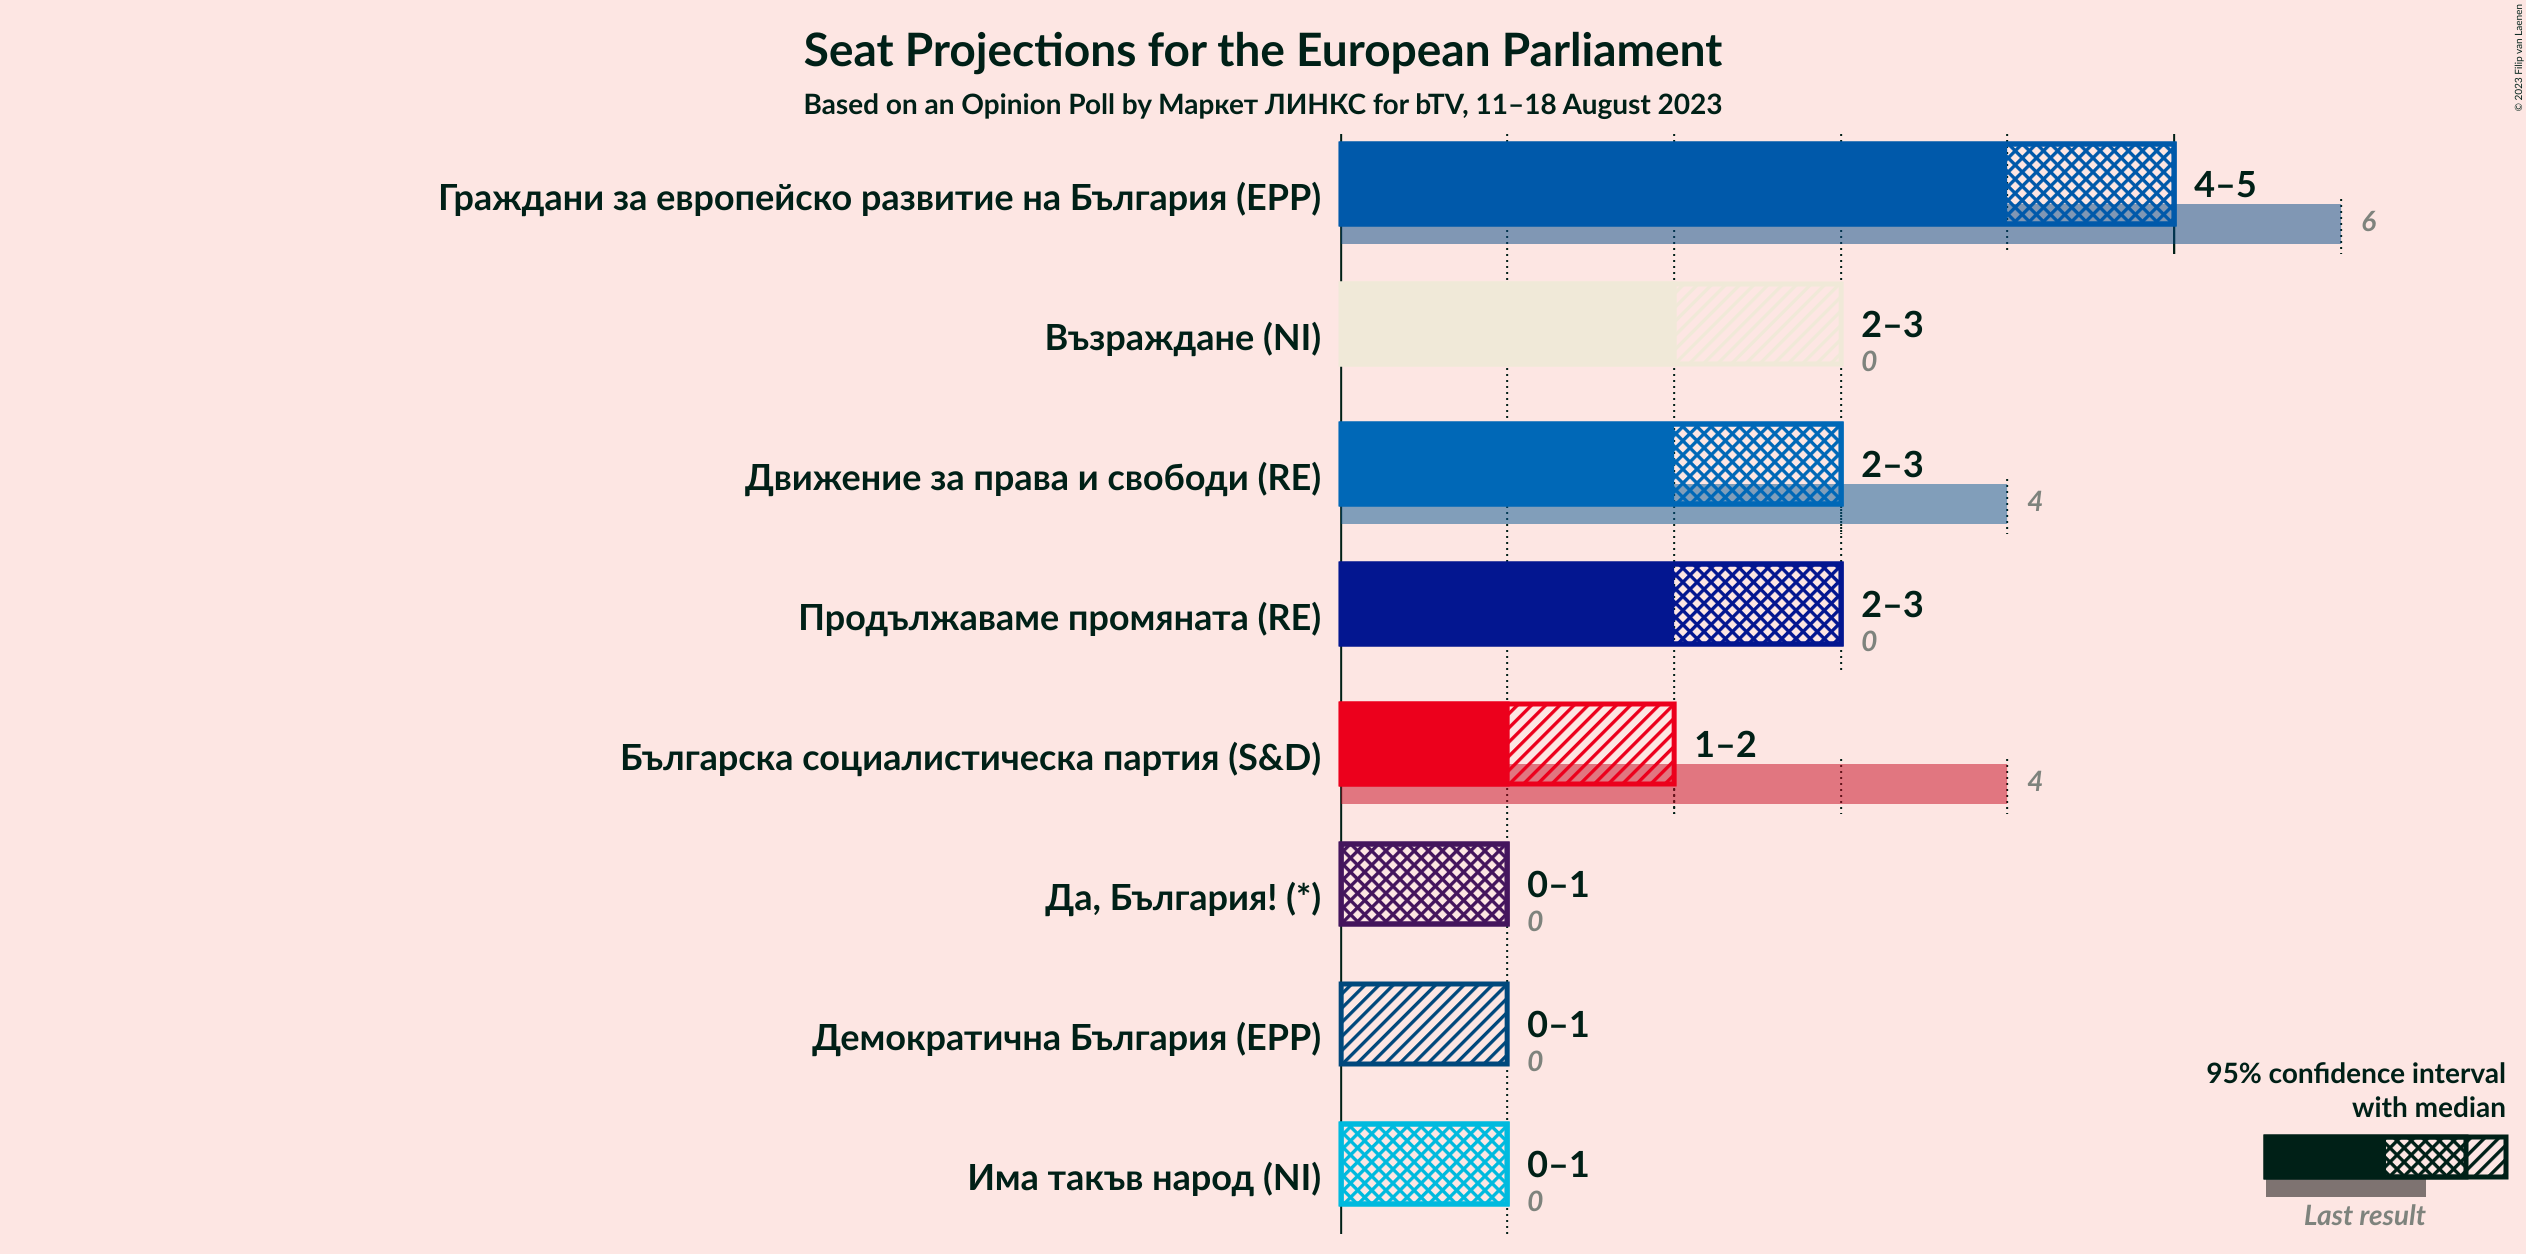 Seat Projections for the European Parliament
Based on an Opinion Poll by Маркет ЛИНКС for bTV, 11–18 August 2023
© 2023 Filip van Laenen
Граждани за европейско развитие на България (EPP)
4–5
6
Възраждане (NI)
2–3
0
Движение за права и свободи (RE)
2–3
4
Продължаваме промяната (RE)
2–3
0
Българска социалистическа партия (S&D)
1–2
4
Да, България! (*)
0–1
0
Демократична България (EPP)
0–1
0
Има такъв народ (NI)
0–1
0
95% confidence interval
with median
Last result